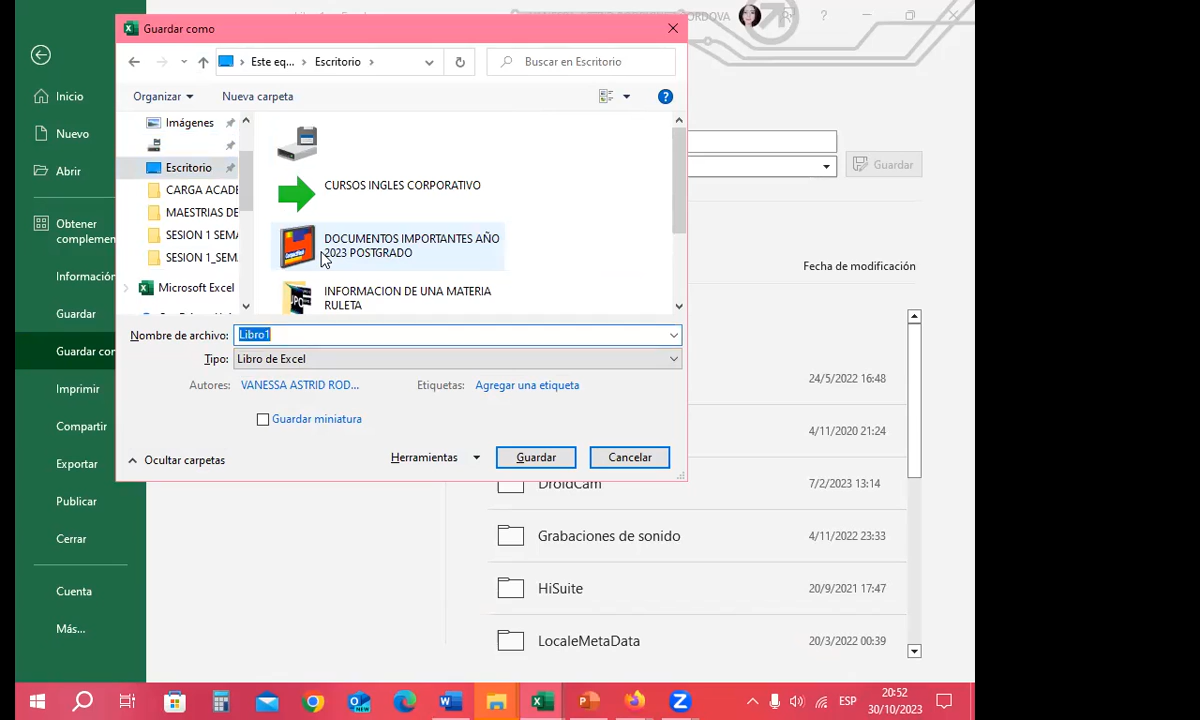 Guardar como
Este eq... > Escritorio >
Buscar en Escritorio
Organizar
Nueva carpeta
Imágenes
Escritorio
CARGA ACADE
MAESTRIAS DE
SESION 1 SEMA
SESION 1_SEM
Microsoft Excel
CURSOS INGLES CORPORATIVO
DOCUMENTOS IMPORTANTES AÑO
2023 POSTGRADO
INFORMACION DE UNA MATERIA
RULETA
Nombre de archivo: Libro1
Tipo: Libro de Excel
Autores: VANESSA ASTRID ROD...
Etiquetas: Agregar una etiqueta
Guardar miniatura
Ocultar carpetas
Herramientas
Guardar
Cancelar
Inicio
Nuevo
Abrir
Obtener
complemen
Información
Guardar
Guardar con
Imprimir
Compartir
Exportar
Publicar
Cerrar
Cuenta
Más...
Guardar
Fecha de modificación
24/5/2022 16:48
4/11/2020 21:24
DroidCam 7/2/2023 13:14
Grabaciones de sonido 4/11/2022 23:33
HiSuite 20/9/2021 17:47
LocaleMetaData 20/3/2022 00:39
ESP
20:52
30/10/2023